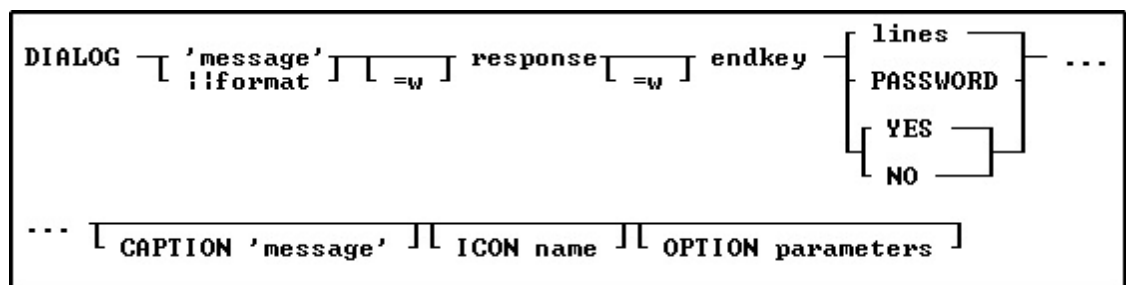 lines
DIALOG 'message' response endkey PASSWORD ...
¦¦format =w =w
YES
NO
... CAPTION 'message' ICON name OPTION parameters